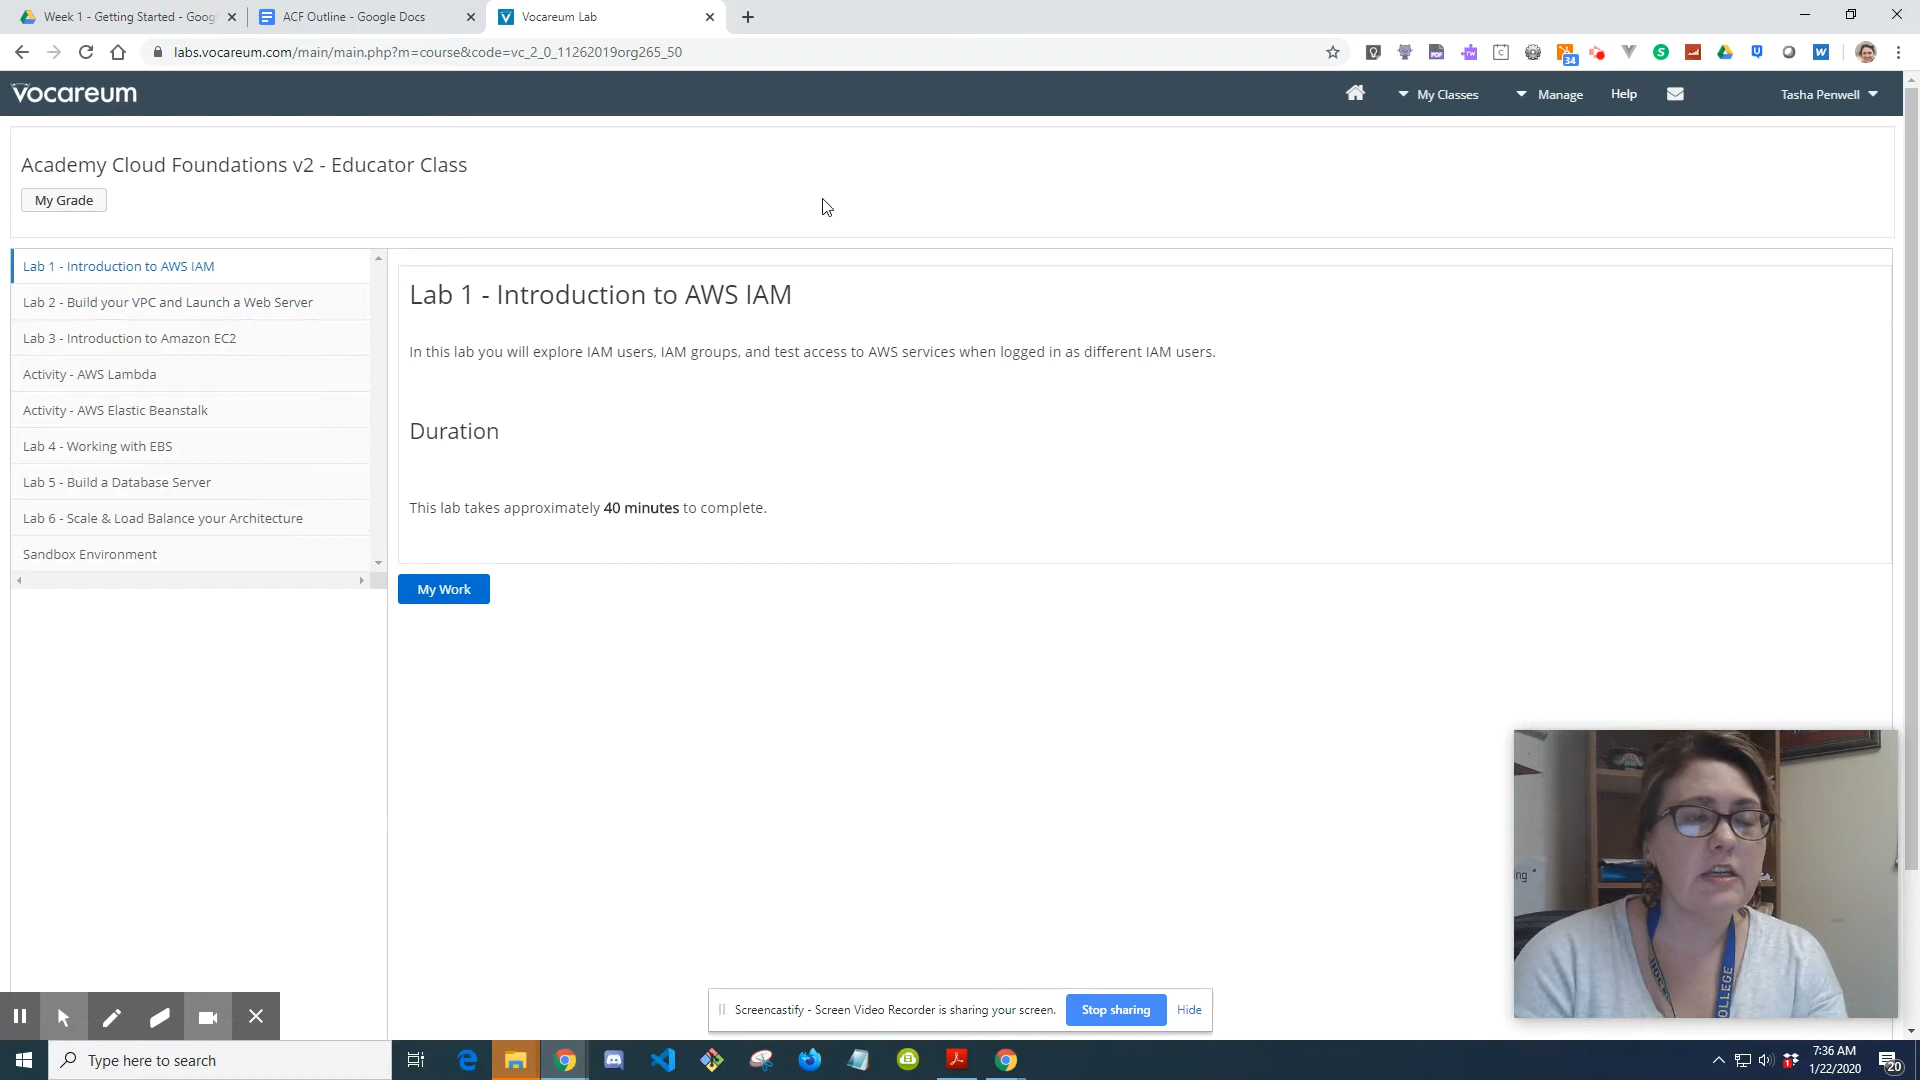 Week 1 - Getting Started - Goog
ACF Outline - Google Docs
Vocareum Lab
labs.vocareum.com/main/main.php?m=course&code=vc_2_0_11262019org265_50
34
vocareum
My Classes
Manage
Help
Tasha Penwell
Academy Cloud Foundations v2 - Educator Class
My Grade
Lab 1 - Introduction to AWS IAM
Lab 2 - Build your VPC and Launch a Web Server
Lab 3 - Introduction to Amazon EC2
Activity - AWS Lambda
Activity - AWS Elastic Beanstalk
Lab 4 - Working with EBS
Lab 5 - Build a Database Server
Lab 6 - Scale & Load Balance your Architecture
Sandbox Environment
Lab 1 - Introduction to AWS IAM
In this lab you will explore IAM users, IAM groups, and test access to AWS services when logged in as different IAM users.
Duration
This lab takes approximately 40 minutes to complete.
My Work
Screencastify - Screen Video Recorder is sharing your screen.
Stop sharing
Hide
Type here to search
7:36 AM
1/22/2020
20